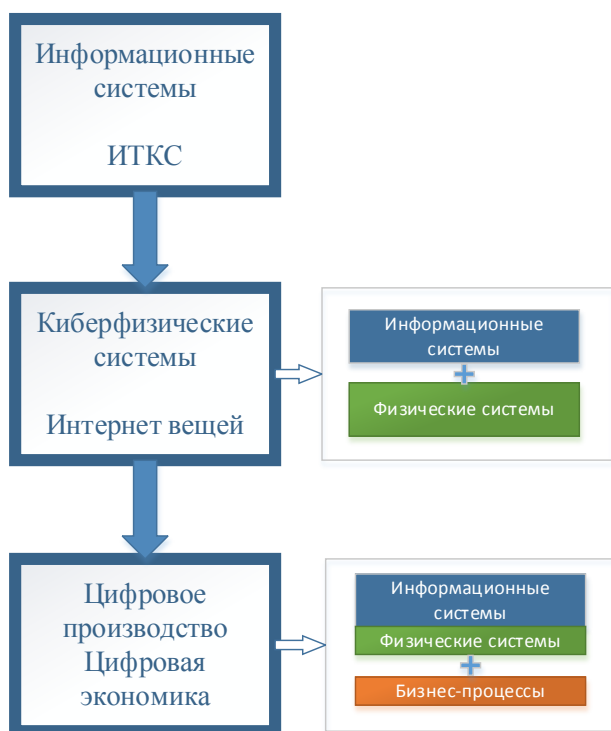 Информационные
системы
ИТКС
Киберфизические
системы
Интернет вещей
Информационные
системы
+
Физические системы
Цифровое
производство
Цифровая
экономика
Информационные
системы
Физические системы
+
Бизнес-процессы